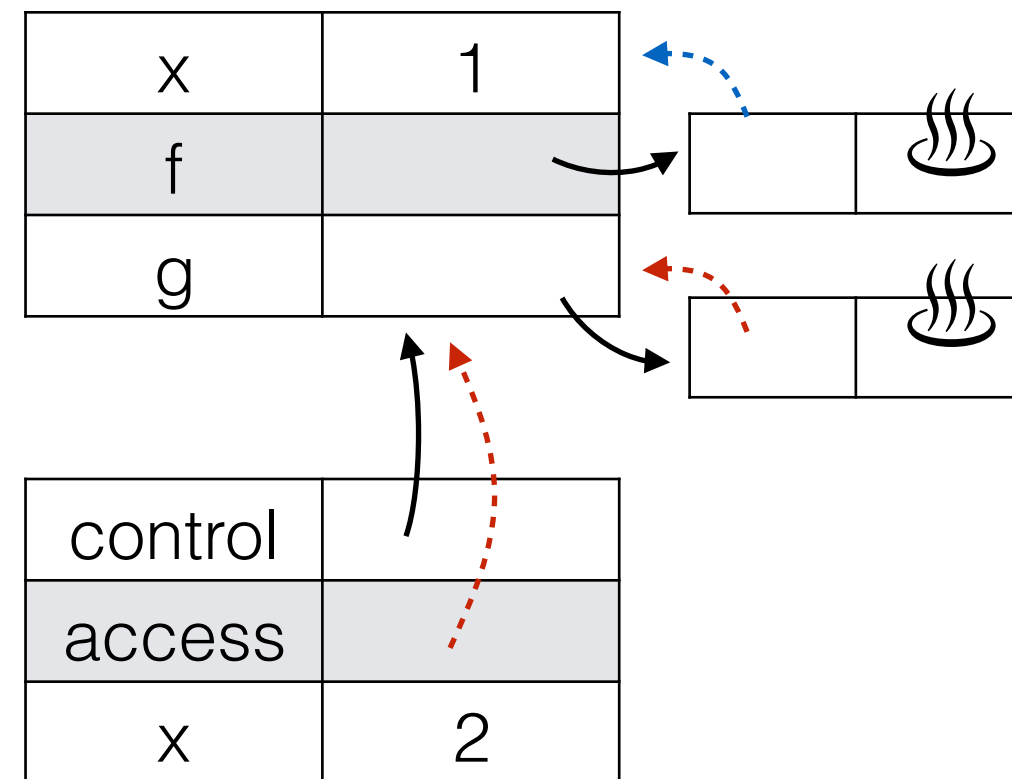 x 1
f
g
control
access
x 2